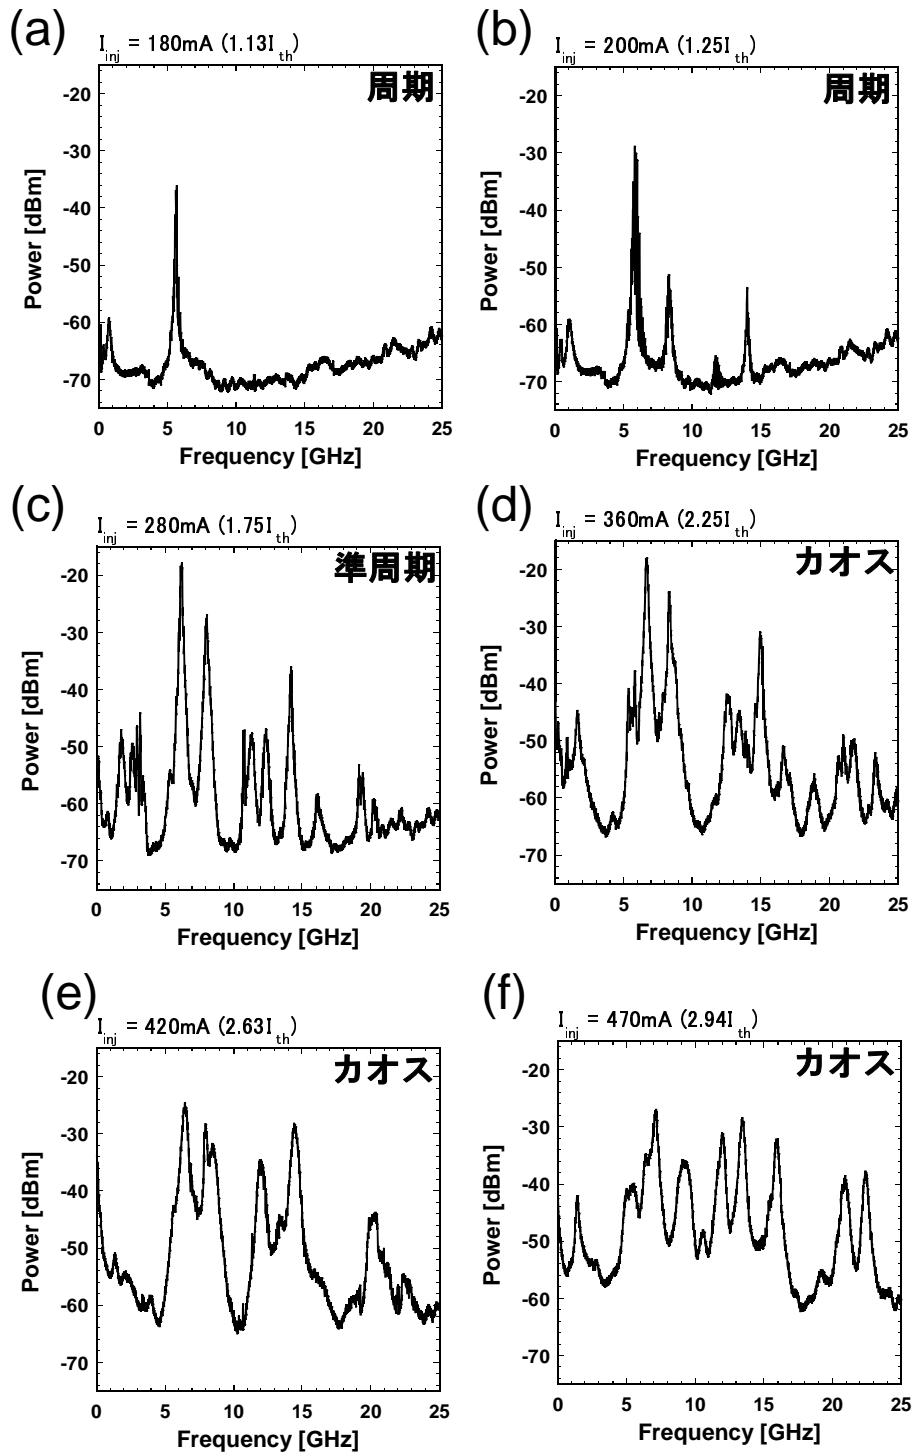 (a)
I_inj = 180mA (1.13I_th)
周期
-20
-30
-40
-50
-60
-70
Power [dBm]
0 5 10 15 20 25
Frequency [GHz]
(b)
I_inj = 200mA (1.25I_th)
周期
-20
-30
-40
-50
-60
-70
Power [dBm]
0 5 10 15 20 25
Frequency [GHz]
(c)
I_inj = 280mA (1.75I_th)
準周期
-20
-30
-40
-50
-60
-70
Power [dBm]
0 5 10 15 20 25
Frequency [GHz]
(d)
I_inj = 360mA (2.25I_th)
カオス
-20
-30
-40
-50
-60
-70
Power [dBm]
0 5 10 15 20 25
Frequency [GHz]
(e)
I_inj = 420mA (2.63I_th)
カオス
-20
-30
-40
-50
-60
-70
Power [dBm]
0 5 10 15 20 25
Frequency [GHz]
(f)
I_inj = 470mA (2.94I_th)
カオス
-20
-30
-40
-50
-60
-70
Power [dBm]
0 5 10 15 20 25
Frequency [GHz]